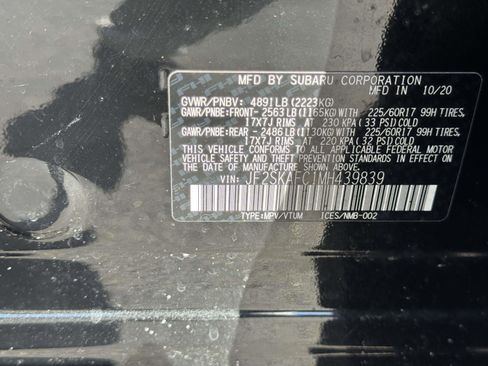 MFD BY SUBARU CORPORATION
MFD IN 10/20
GVWR/PNBV: 4891LB (2223KG)
GAWR/PNBE:FRONT- 2563LB(1165KG)WITH 225/60R17 99H TIRES,
17X7J RIMS AT 230 KPA (33 PSI)COLD
GAWR/PNBE:REAR - 2486LB(1130KG)WITH 225/60R17 99H TIRES,
17X7J RIMS AT 220 KPA (32 PSI)COLD
THIS VEHICLE CONFORMS TO ALL APPLICABLE
FEDERAL MOTOR VEHICLE SAFETY AND THEFT
PREVENTION STANDARDS IN EFFECT ON THE
DATE OF MANUFACTURE SHOWN ABOVE.
VIN: JF2SKAFC1MH439839
TYPE:MPV/VTUM ICES/NMB-002